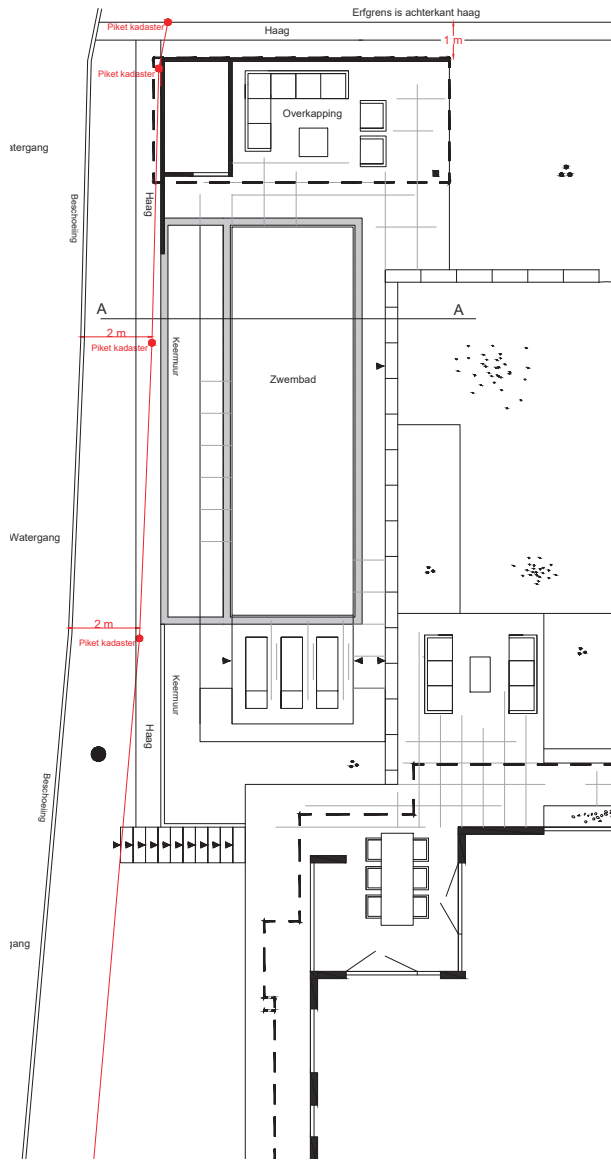 Erfgrens is achterkant haag
Piket kadaster
Haag
1 m
Piket kadaster
Overkapping
atergang
Beschoeiing
Haag
A
A
2 m
Piket kadaster
Keermuur
Zwembad
Watergang
2 m
Piket kadaster
Keermuur
Haag
Beschoeiing
gang